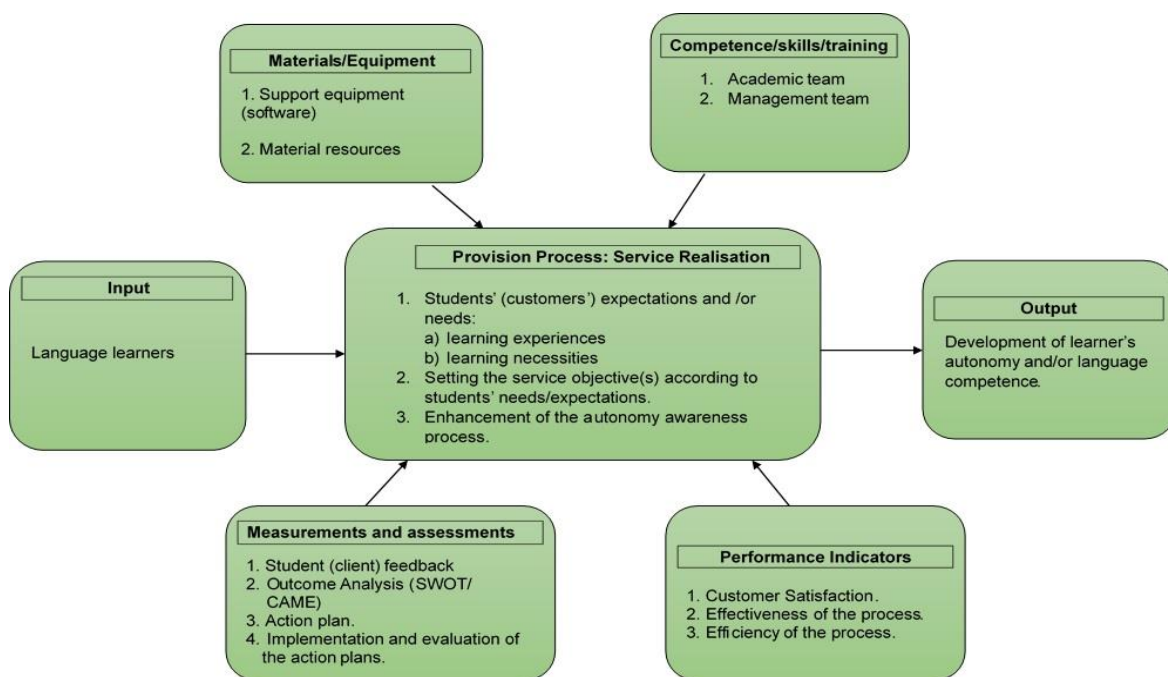 Materials/Equipment
1. Support equipment
(software)
2. Material resources
Competence/skills/training
1. Academic team
2. Management team
Input
Language learners
Provision Process: Service Realisation
1. Students’ (customers’) expectations and /or
needs:
a) learning experiences
b) learning necessities
2. Setting the service objective(s) according to
students’ needs/expectations.
3. Enhancement of the autonomy awareness
process.
Output
Development of learner’s
autonomy and/or language
competence.
Measurements and assessments
1. Student (client) feedback
2. Outcome Analysis (SWOT/
CAME)
3. Action plan.
4. Implementation and evaluation of
the action plans.
Performance Indicators
1. Customer Satisfaction.
2. Effectiveness of the process.
3. Efficiency of the process.